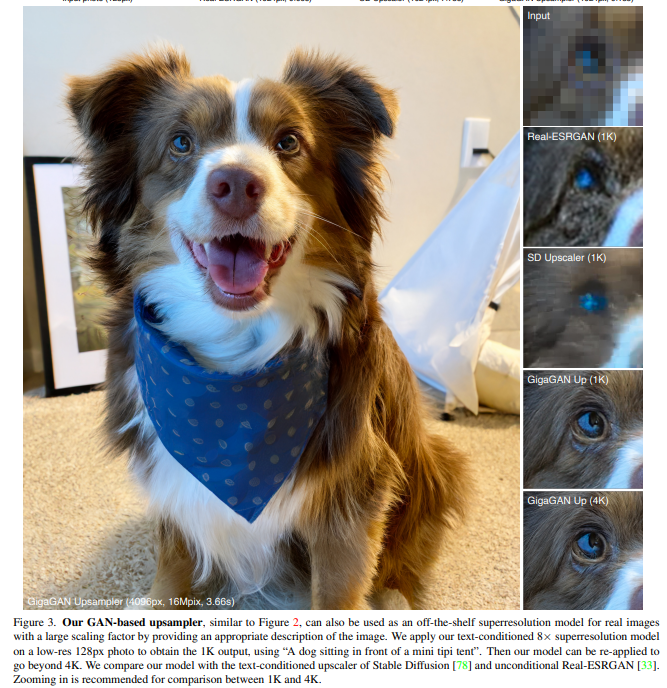 Input
Real-ESRGAN (1K)
SD Upscaler (1K)
GigaGAN Up (1K)
GigaGAN Up (4K)
GigaGAN Upsampler (4096px, 16Mpix, 3.66s)
Figure 3. Our GAN-based upsampler, similar to Figure 2, can also be used as an off-the-shelf superresolution model for real images
with a large scaling factor by providing an appropriate description of the image. We apply our text-conditioned 8× superresolution model
on a low-res 128px photo to obtain the 1K output, using “A dog sitting in front of a mini tipi tent”. Then our model can be re-applied to
go beyond 4K. We compare our model with the text-conditioned upscaler of Stable Diffusion [78] and unconditional Real-ESRGAN [33].
Zooming in is recommended for comparison between 1K and 4K.